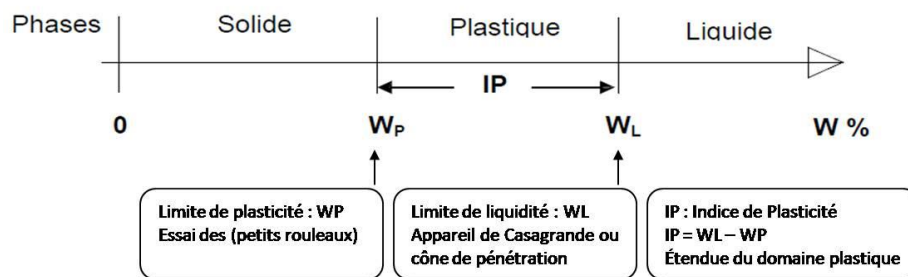 Phases Solide Plastique Liquide
IP
0 WP WL W %
Limite de plasticité : WP
Essai des (petits rouleaux)
Limite de liquidité : WL
Appareil de Casagrande ou
cône de pénétration
IP : Indice de Plasticité
IP = WL – WP
Étendue du domaine plastique